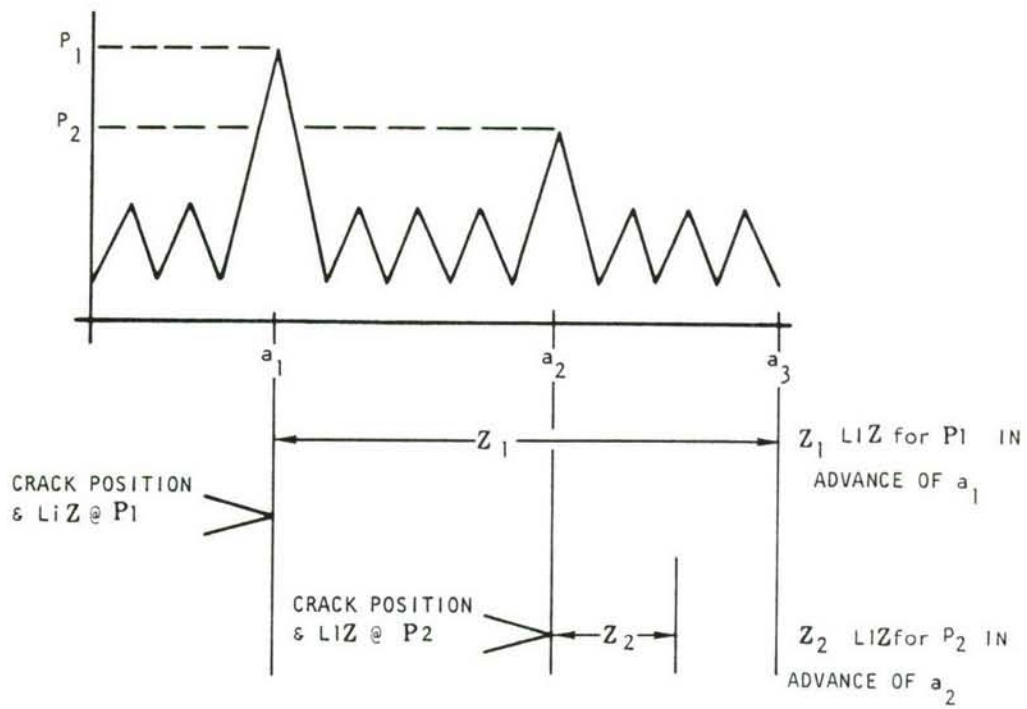 P1
P2
a1
a2
a3
Z1
Z1 LIZ for P1 IN
ADVANCE OF a1
CRACK POSITION
& LiZ @ P1
CRACK POSITION
& LIZ @ P2
Z2
Z2 LIZ for P2 IN
ADVANCE OF a2